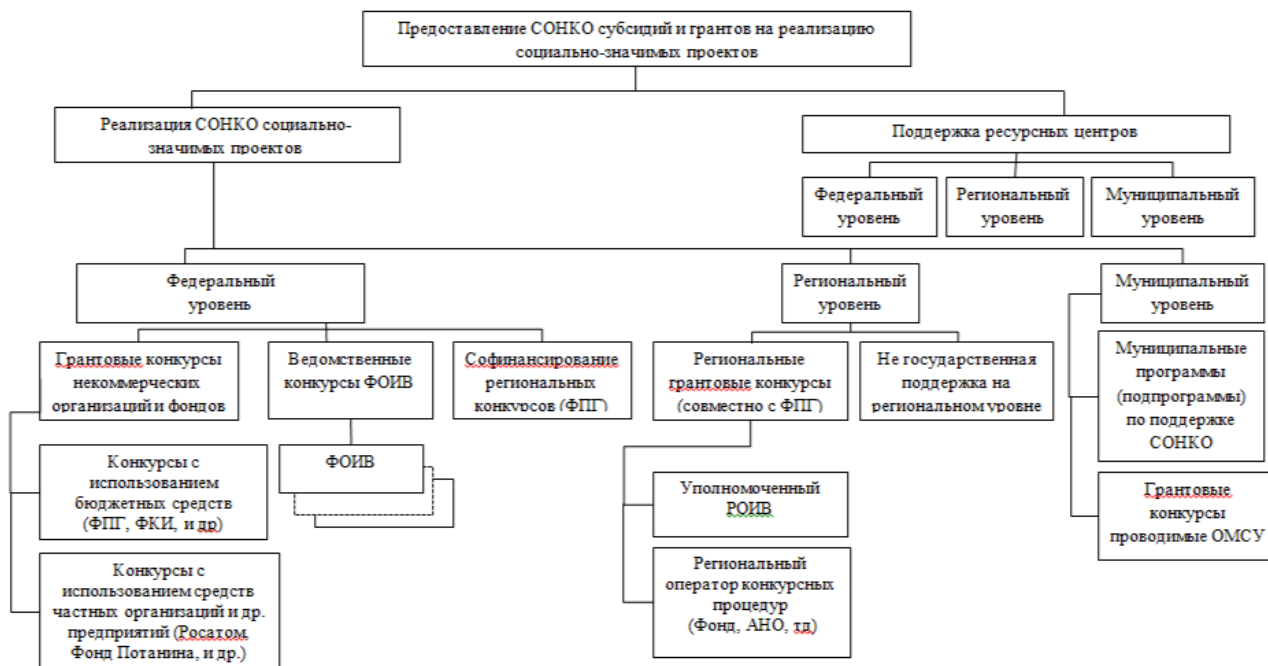 Предоставление СОНКО субсидий и грантов на реализацию
социально-значимых проектов
Реализация СОНКО социально-
значимых проектов
Поддержка ресурсных центров
Федеральный
уровень
Региональный
уровень
Муниципальный
уровень
Федеральный
уровень
Региональный
уровень
Муниципальный
уровень
Грантовые конкурсы
некоммерческих
организаций и фондов
Ведомственные
конкурсы ФОИВ
Софинансирование
региональных
конкурсов (ФПГ)
Региональные
грантовые конкурсы
(совместно с ФПГ)
Не государственная
поддержка на
региональном уровне
Муниципальные
программы
(подпрограммы)
по поддержке
СОНКО
Конкурсы с
использованием
бюджетных средств
(ФПГ, ФКИ, и др)
ФОИВ
Уполномоченный
РОИВ
Грантовые
конкурсы
проводимые ОМСУ
Конкурсы с
использованием средств
частных организаций и др.
предприятий (Росатом,
Фонд Потанина, и др.)
Региональный
оператор конкурсных
процедур
(Фонд, АНО, тд)